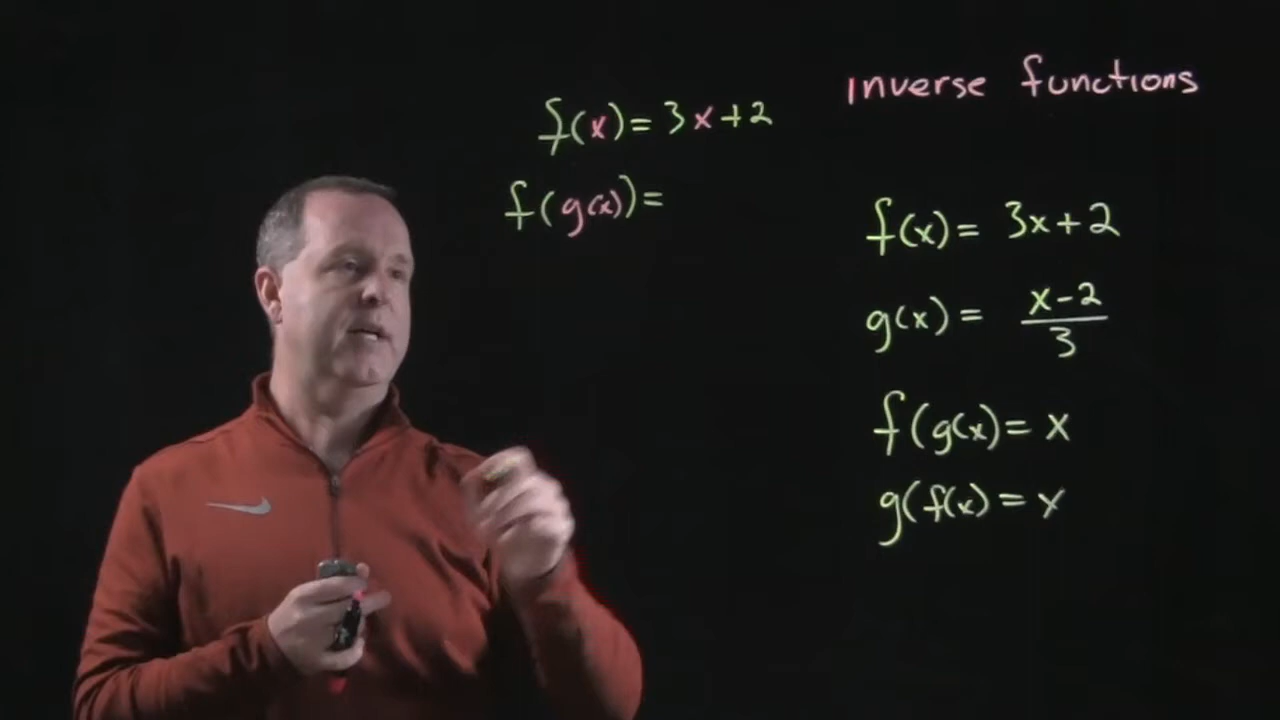 inverse functions
f(x)= 3x+2
f(g(x))=
f(x)= 3x+2
g(x)= x-2
3
f(g(x)= x
g(f(x)= x